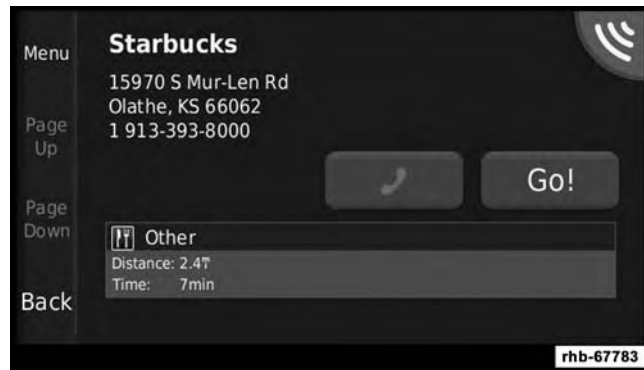 Menu
Page
Up
Page
Down
Back
Starbucks
15970 S Mur-Len Rd
Olathe, KS 66062
1 913-393-8000
Go!
Other
Distance: 2.4
Time: 7min
rhb-67783